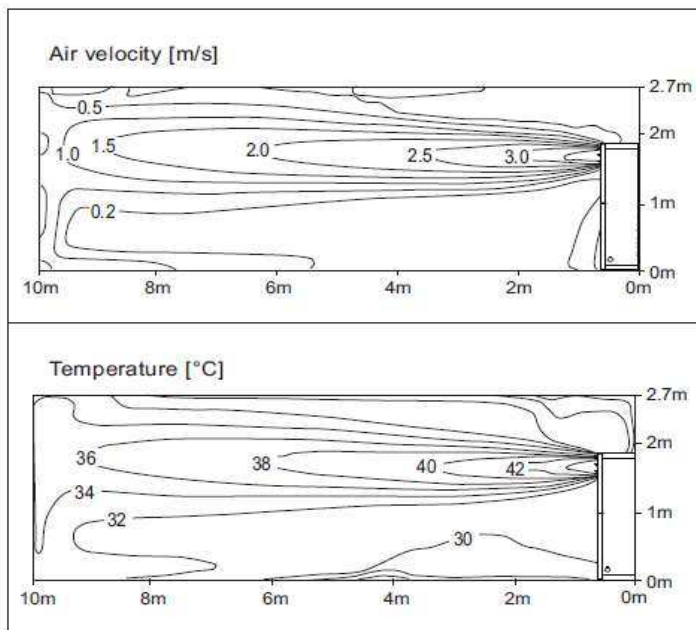 Air velocity [m/s]
2.7m
0.5
2m
1.0
1.5
2.0
2.5
3.0
0.2
1m
0m
10m
8m
6m
4m
2m
0m
Temperature [°C]
2.7m
2m
36
38
40
42
34
1m
32
30
0m
10m
8m
6m
4m
2m
0m